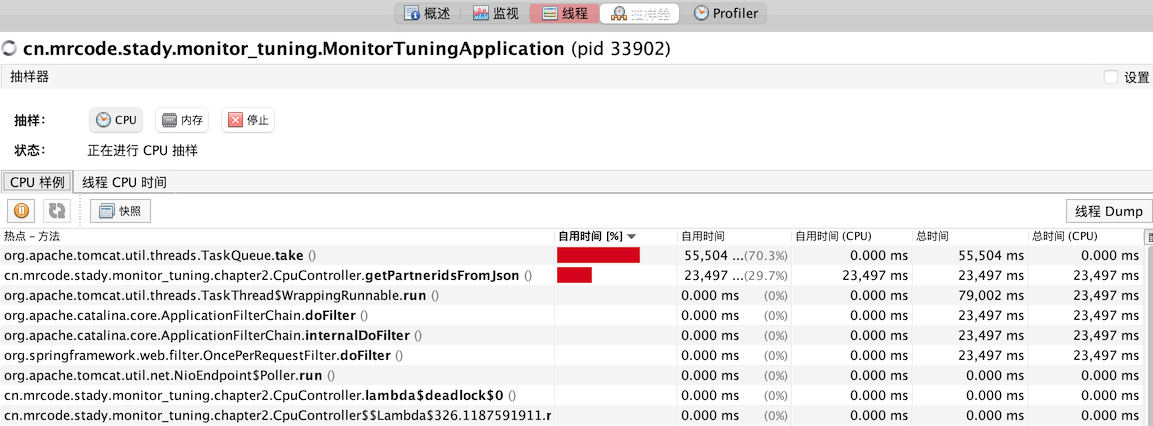 概述 监视 线程 抽样器 Profiler
cn.mrcode.stady.monitor_tuning.MonitorTuningApplication (pid 33902)
抽样器 设置
抽样： CPU 内存 停止
状态： 正在进行 CPU 抽样
CPU 样例 线程 CPU 时间
快照 线程 Dump
热点 – 方法 自用时间 [%] 自用时间 自用时间 (CPU) 总时间 总时间 (CPU)
org.apache.tomcat.util.threads.TaskQueue.take () 55,504 ...(70.3%) 0.000 ms 55,504 ms 0.000 ms
cn.mrcode.stady.monitor_tuning.chapter2.CpuController.getPartneridsFromJson () 23,497 ...(29.7%) 23,497 ms 23,497 ms 23,497 ms
org.apache.tomcat.util.threads.TaskThread$WrappingRunnable.run () 0.000 ms (0%) 0.000 ms 79,002 ms 23,497 ms
org.apache.catalina.core.ApplicationFilterChain.doFilter () 0.000 ms (0%) 0.000 ms 23,497 ms 23,497 ms
org.apache.catalina.core.ApplicationFilterChain.internalDoFilter () 0.000 ms (0%) 0.000 ms 23,497 ms 23,497 ms
org.springframework.web.filter.OncePerRequestFilter.doFilter () 0.000 ms (0%) 0.000 ms 23,497 ms 23,497 ms
org.apache.tomcat.util.net.NioEndpoint$Poller.run () 0.000 ms (0%) 0.000 ms 0.000 ms 0.000 ms
cn.mrcode.stady.monitor_tuning.chapter2.CpuController.lambda$deadlock$0 () 0.000 ms (0%) 0.000 ms 0.000 ms 0.000 ms
cn.mrcode.stady.monitor_tuning.chapter2.CpuController$$Lambda$326.1187591911.r 0.000 ms (0%) 0.000 ms 0.000 ms 0.000 ms